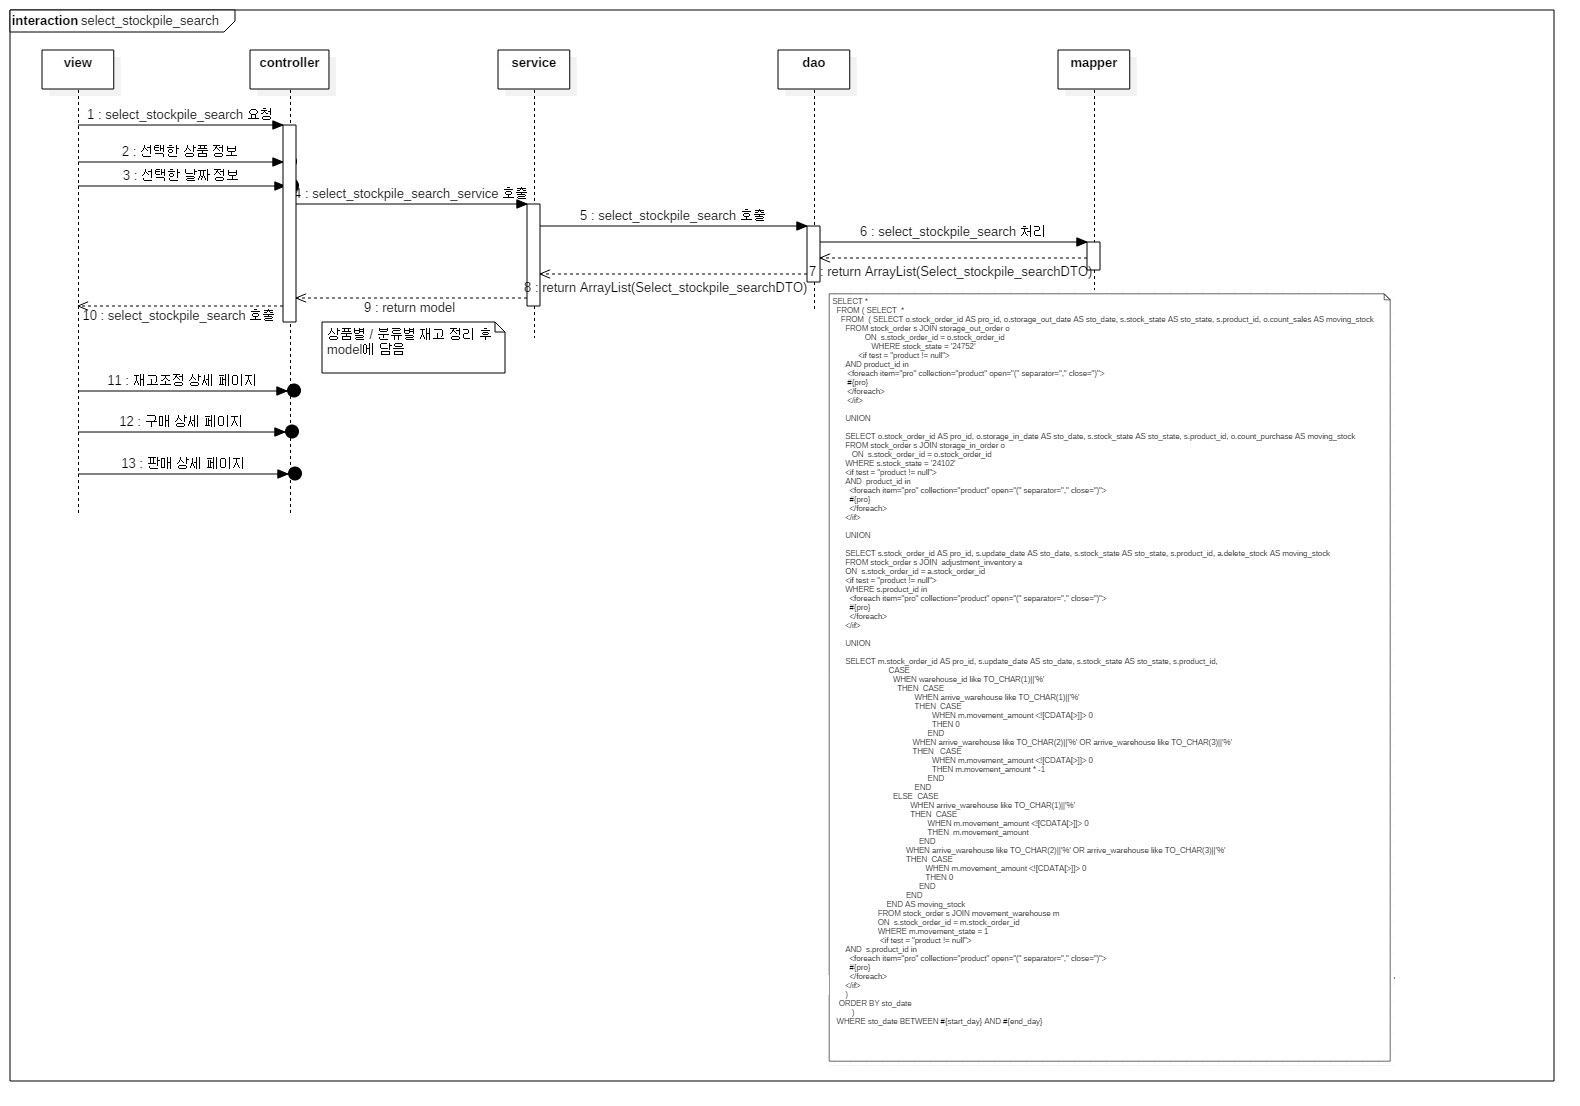 interaction select_stockpile_search
view
controller
service
dao
mapper
1 : select_stockpile_search 요청
2 : 선택한 상품 정보
3 : 선택한 날짜 정보
4 : select_stockpile_search_service 호출
5 : select_stockpile_search 호출
6 : select_stockpile_search 처리
7 : return ArrayList(Select_stockpile_searchDTO)
8 : return ArrayList(Select_stockpile_searchDTO)
9 : return model
10 : select_stockpile_search 호출
상품별 / 분류별 재고 정리 후
model에 담음
11 : 재고조정 상세 페이지
12 : 구매 상세 페이지
13 : 판매 상세 페이지
SELECT *
FROM ( SELECT *
FROM ( SELECT o.stock_order_id AS pro_id, o.storage_out_date AS sto_date, s.stock_state AS sto_state, s.product_id, o.count_sales AS moving_stock
FROM stock_order s JOIN storage_out_order o
ON s.stock_order_id = o.stock_order_id
WHERE stock_state = '24752'
<if test = "product != null">
AND product_id in
<foreach item="pro" collection="product" open="(" separator="," close=")">
#{pro}
</foreach>
</if>
UNION
SELECT o.stock_order_id AS pro_id, o.storage_in_date AS sto_date, s.stock_state AS sto_state, s.product_id, o.count_purchase AS moving_stock
FROM stock_order s JOIN storage_in_order o
ON s.stock_order_id = o.stock_order_id
WHERE s.stock_state = '24102'
<if test = "product != null">
AND product_id in
<foreach item="pro" collection="product" open="(" separator="," close=")">
#{pro}
</foreach>
</if>
UNION
SELECT s.stock_order_id AS pro_id, s.update_date AS sto_date, s.stock_state AS sto_state, s.product_id, a.delete_stock AS moving_stock
FROM stock_order s JOIN adjustment_inventory a
ON s.stock_order_id = a.stock_order_id
<if test = "product != null">
WHERE s.product_id in
<foreach item="pro" collection="product" open="(" separator="," close=")">
#{pro}
</foreach>
</if>
UNION
SELECT m.stock_order_id AS pro_id, s.update_date AS sto_date, s.stock_state AS sto_state, s.product_id,
CASE
WHEN warehouse_id like TO_CHAR(1)||'%'
THEN CASE
WHEN arrive_warehouse like TO_CHAR(1)||'%'
THEN CASE
WHEN m.movement_amount <![CDATA[>]]> 0
THEN 0
END
WHEN arrive_warehouse like TO_CHAR(2)||'%' OR arrive_warehouse like TO_CHAR(3)||'%'
THEN CASE
WHEN m.movement_amount <![CDATA[>]]> 0
THEN m.movement_amount * -1
END
END
ELSE CASE
WHEN arrive_warehouse like TO_CHAR(1)||'%'
THEN CASE
WHEN m.movement_amount <![CDATA[>]]> 0
THEN m.movement_amount
END
WHEN arrive_warehouse like TO_CHAR(2)||'%' OR arrive_warehouse like TO_CHAR(3)||'%'
THEN CASE
WHEN m.movement_amount <![CDATA[>]]> 0
THEN 0
END
END
END AS moving_stock
FROM stock_order s JOIN movement_warehouse m
ON s.stock_order_id = m.stock_order_id
WHERE m.movement_state = 1
<if test = "product != null">
AND s.product_id in
<foreach item="pro" collection="product" open="(" separator="," close=")">
#{pro}
</foreach>
</if>
)
ORDER BY sto_date
)
WHERE sto_date BETWEEN #{start_day} AND #{end_day}